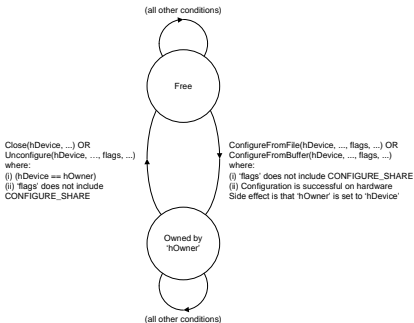 (all other conditions)
Free
Close(hDevice, ...) OR
Unconfigure(hDevice, ..., flags, ...)
where:
(i) (hDevice == hOwner)
(ii) 'flags' does not include
CONFIGURE_SHARE
ConfigureFromFile(hDevice, ..., flags, ...) OR
ConfigureFromBuffer(hDevice, ..., flags, ...)
where:
(i) 'flags' does not include CONFIGURE_SHARE
(ii) Configuration is successful on hardware
Side effect is that 'hOwner' is set to 'hDevice'
Owned by
'hOwner'
(all other conditions)